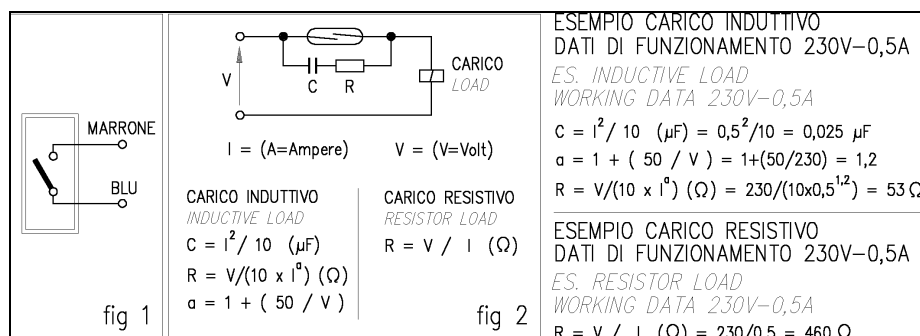 MARRONE
BLU
fig 1
V
C
R
CARICO
LOAD
I = (A=Ampere)
V = (V=Volt)
CARICO INDUTTIVO
INDUCTIVE LOAD
C = I²/ 10 (μF)
R = V/(10 x Iᵅ) (Ω)
a = 1 + ( 50 / V )
CARICO RESISTIVO
RESISTOR LOAD
R = V / I (Ω)
fig 2
ESEMPIO CARICO INDUTTIVO
DATI DI FUNZIONAMENTO 230V-0,5A
ES. INDUCTIVE LOAD
WORKING DATA 230V-0,5A
C = I²/ 10 (μF) = 0,5²/10 = 0,025 μF
a = 1 + ( 50 / V ) = 1+(50/230) = 1,2
R = V/(10 x Iᵅ) (Ω) = 230/(10x0,5¹˒²) = 53 Ω
ESEMPIO CARICO RESISTIVO
DATI DI FUNZIONAMENTO 230V-0,5A
ES. RESISTOR LOAD
WORKING DATA 230V-0,5A
R = V / I (Ω) = 230/0,5 = 460 Ω